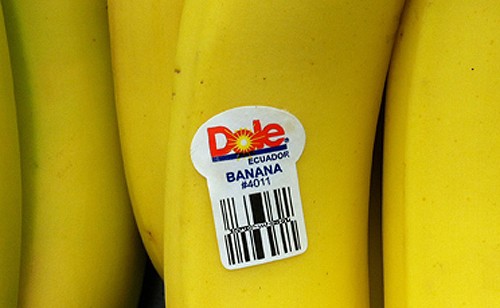 Dole®
ECUADOR
BANANA
#4011